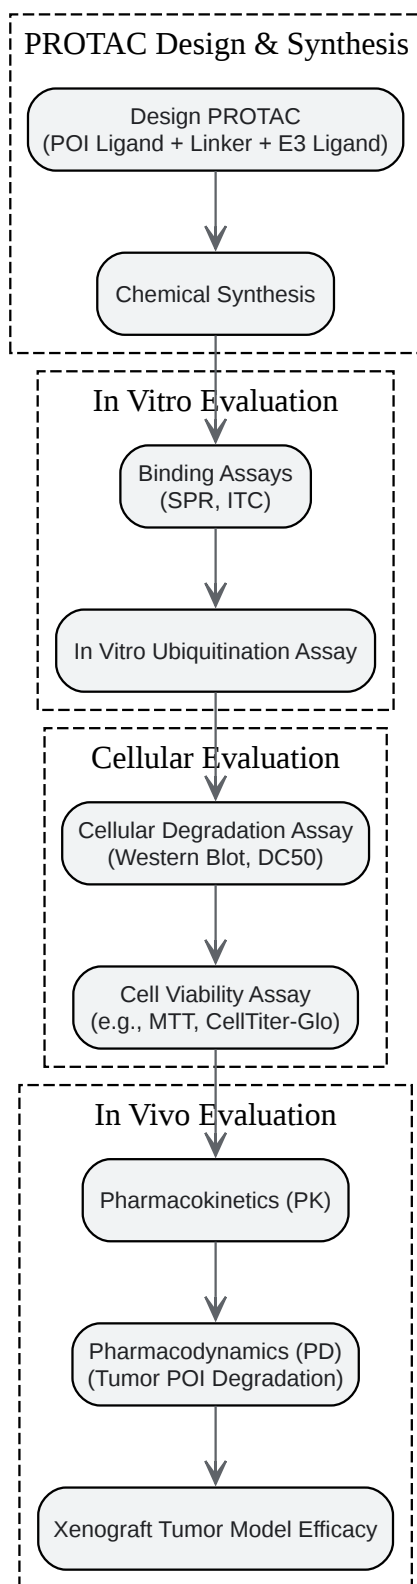 PROTAC Design & Synthesis
Design PROTAC
(POI Ligand + Linker + E3 Ligand)
Chemical Synthesis
In Vitro Evaluation
Binding Assays
(SPR, ITC)
In Vitro Ubiquitination Assay
Cellular Evaluation
Cellular Degradation Assay
(Western Blot, DC50)
Cell Viability Assay
(e.g., MTT, CellTiter-Glo)
In Vivo Evaluation
Pharmacokinetics (PK)
Pharmacodynamics (PD)
(Tumor POI Degradation)
Xenograft Tumor Model Efficacy